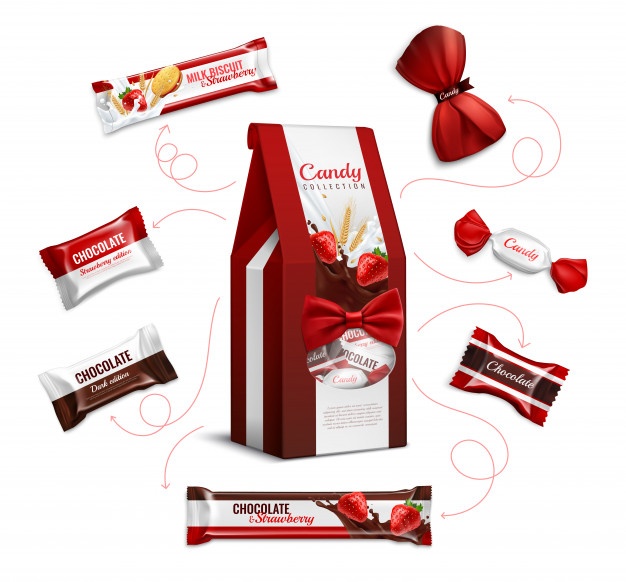 MILK BISCUIT
& Strawberry
Candy
Candy
COLLECTION
CHOCOLATE
Strawberry edition
Candy
CHOCOLATE
Dark edition
Chocolate
CHOCOLATE
Candy
CHOCOLATE
& Strawberry